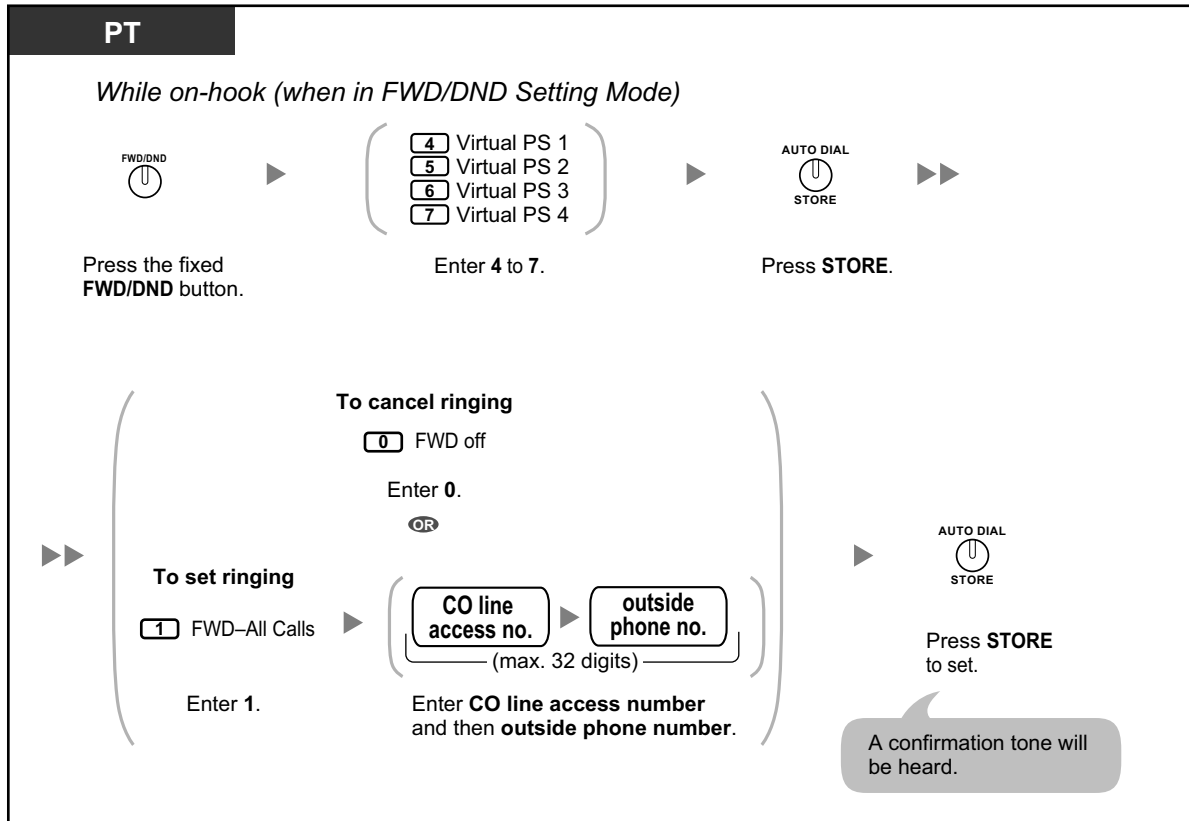 PT
While on-hook (when in FWD/DND Setting Mode)
FWD/DND
4 Virtual PS 1
5 Virtual PS 2
6 Virtual PS 3
7 Virtual PS 4
AUTO DIAL
STORE
Press the fixed
FWD/DND button.
Enter 4 to 7.
Press STORE.
To cancel ringing
0 FWD off
Enter 0.
OR
To set ringing
1 FWD–All Calls
Enter 1.
CO line
access no.
outside
phone no.
(max. 32 digits)
Enter CO line access number
and then outside phone number.
AUTO DIAL
STORE
Press STORE
to set.
A confirmation tone will
be heard.